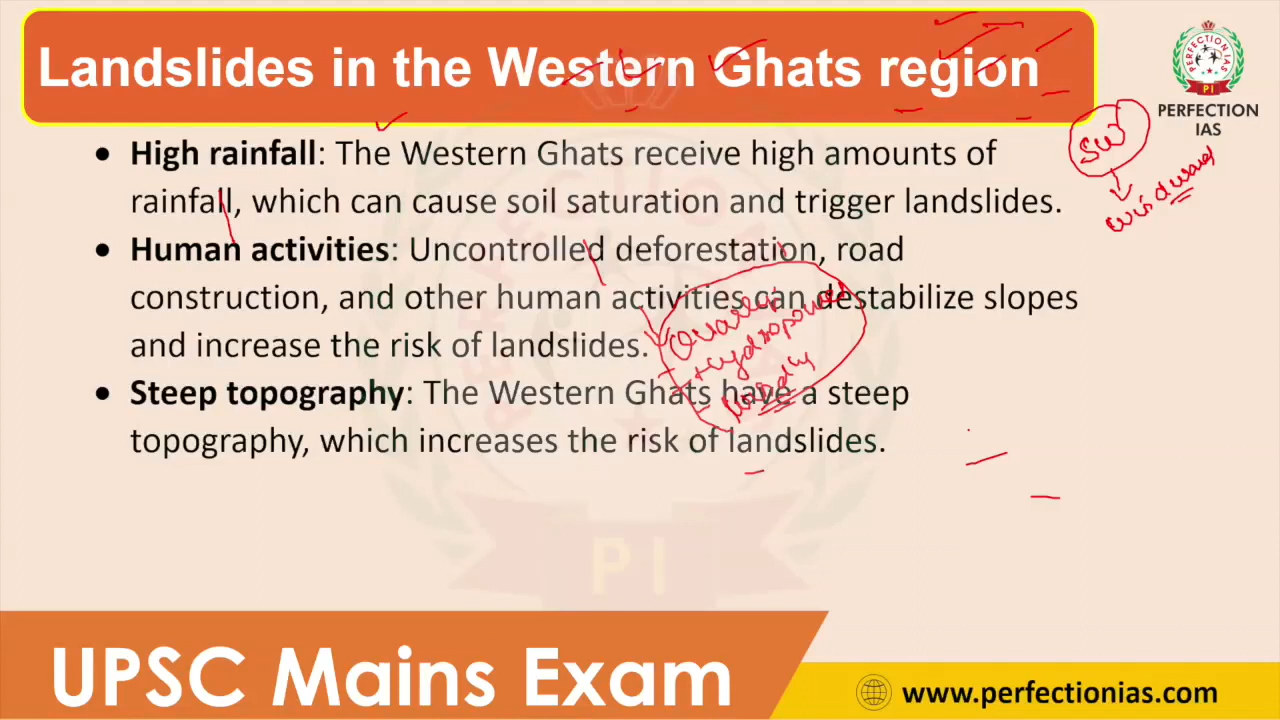 Landslides in the Western Ghats region
PERFECTION IAS
PI
PERFECTION
IAS
SW
windward
• High rainfall: The Western Ghats receive high amounts of
rainfall, which can cause soil saturation and trigger landslides.
• Human activities: Uncontrolled deforestation, road
construction, and other human activities can destabilize slopes
and increase the risk of landslides.
Hydropower
• Steep topography: The Western Ghats have a steep
topography, which increases the risk of landslides.
PI
UPSC Mains Exam
www.perfectionias.com